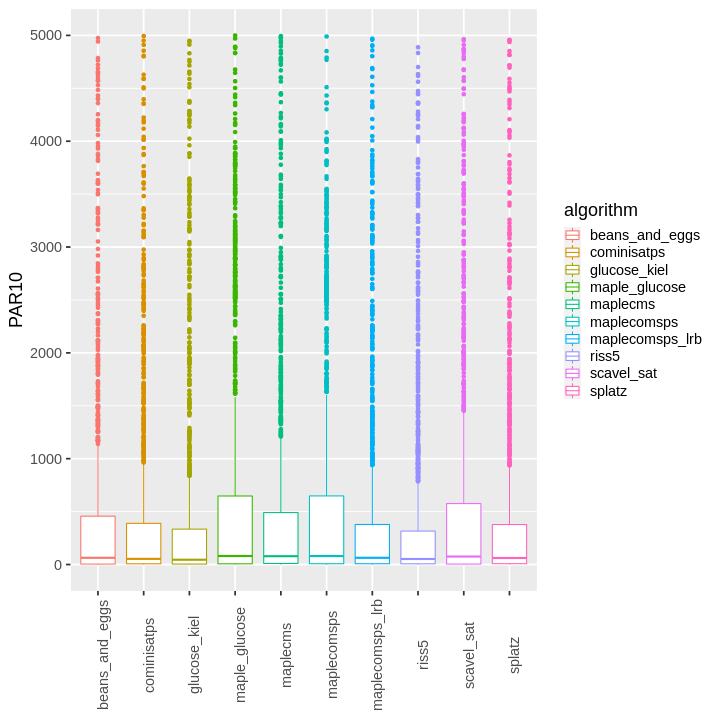 5000
4000
3000
2000
1000
0
PAR10
beans_and_eggs
cominisatps
glucose_kiel
maple_glucose
maplecms
maplecomsps
maplecomsps_lrb
riss5
scavel_sat
splatz
algorithm
beans_and_eggs
cominisatps
glucose_kiel
maple_glucose
maplecms
maplecomsps
maplecomsps_lrb
riss5
scavel_sat
splatz